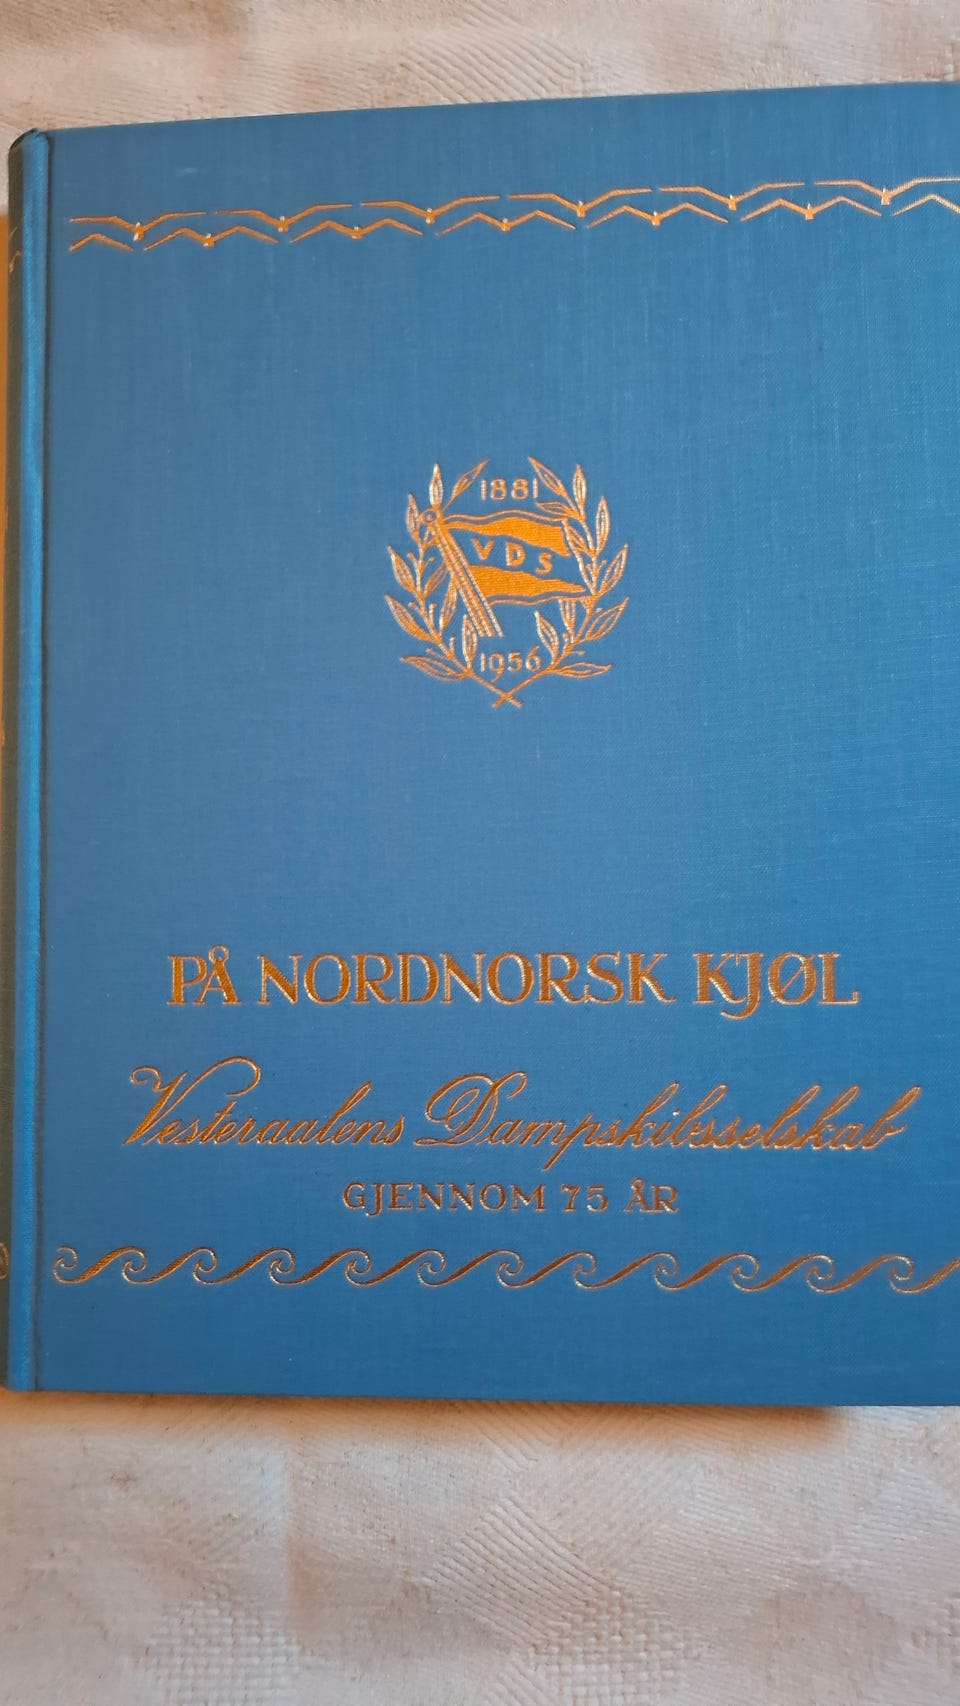 1881
VDS
1956
PÅ NORDNORSK KJØL
Vesteraalens Dampskibsselskab
GJENNOM 75 ÅR